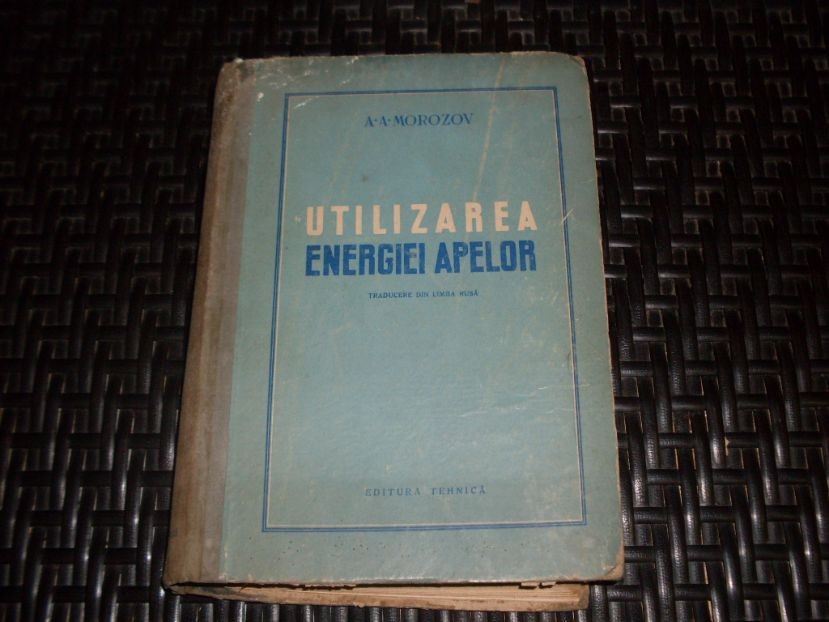 A·A·MOROZOV
UTILIZAREA
ENERGIEI APELOR
TRADUCERE DIN LIMBA RUSĂ
EDITURA TEHNICĂ